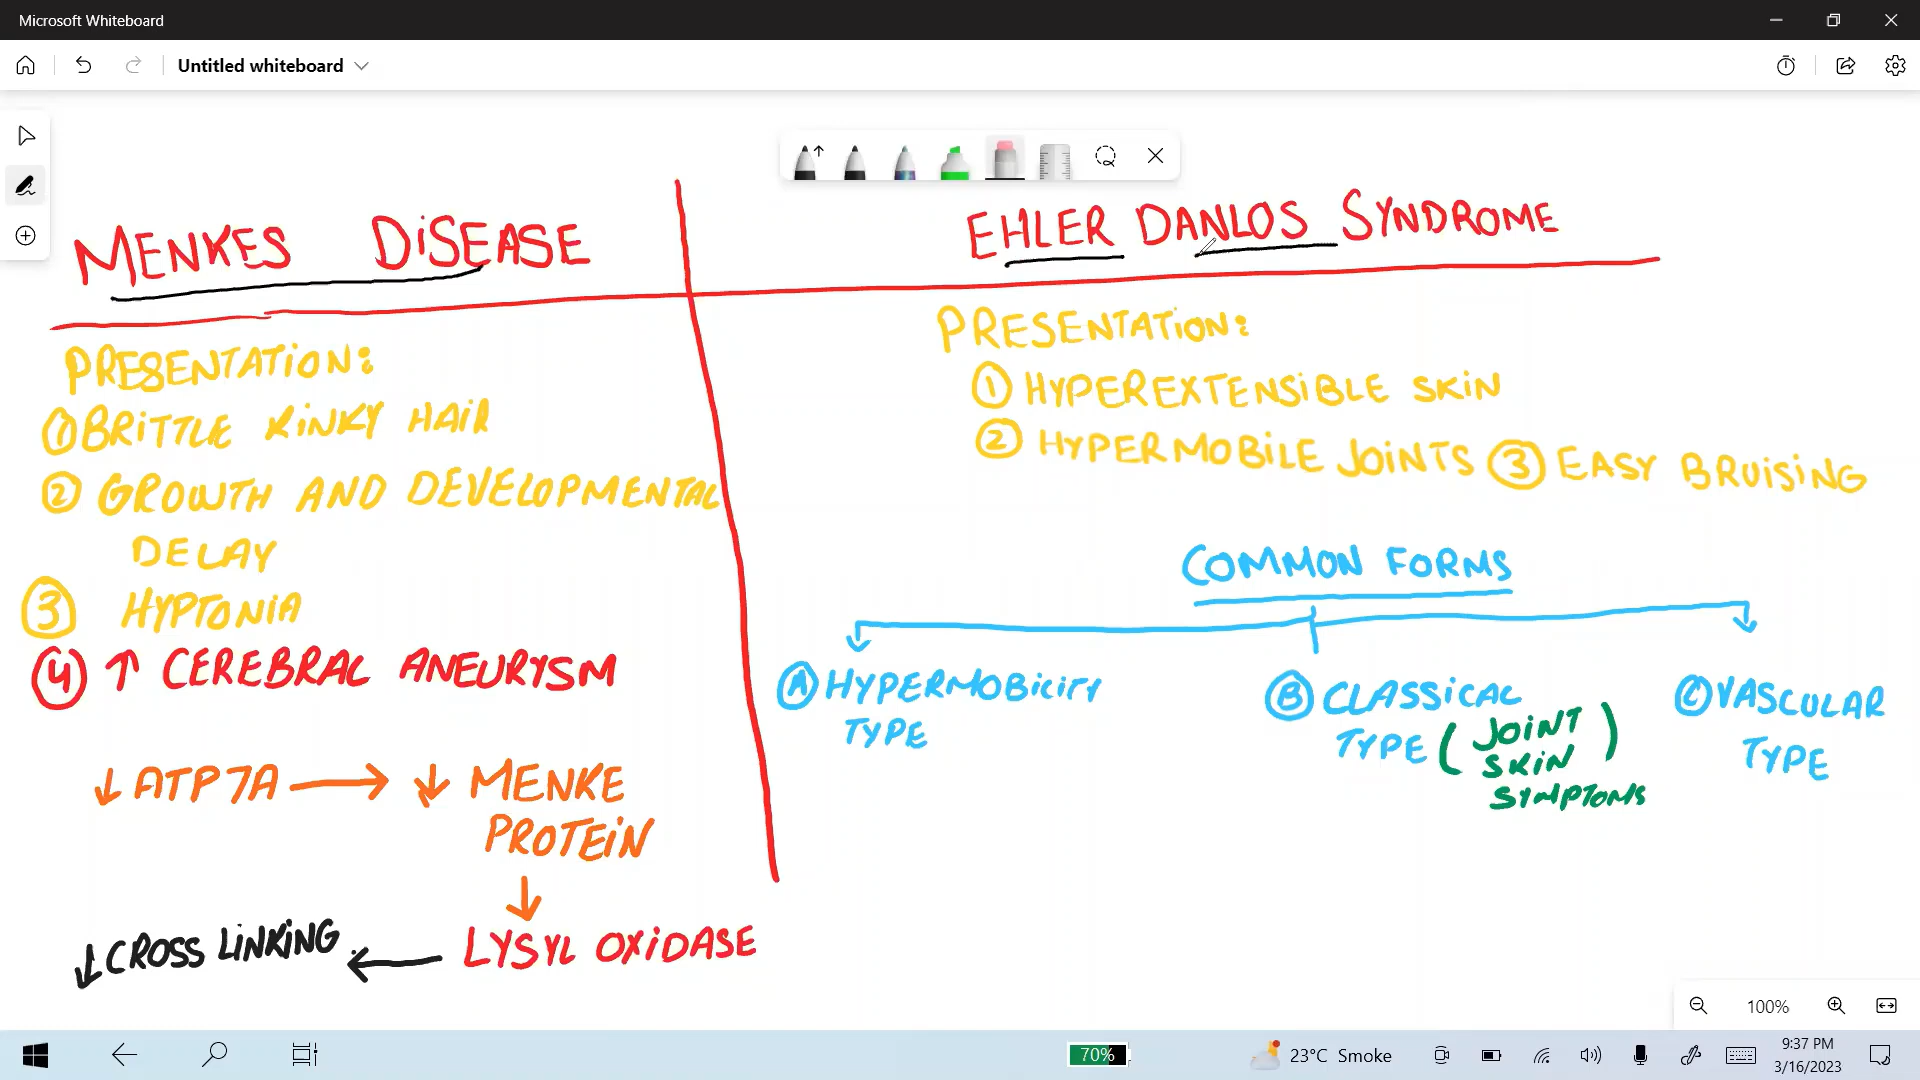 Microsoft Whiteboard
Untitled whiteboard
MENKES DISEASE
PRESENTATION:
① BRITTLE KINKY HAIR
② GROWTH AND DEVELOPMENTAL
DELAY
③ HYPTONIA
④ ↑ CEREBRAL ANEURYSM
↓ ATP7A → ↓ MENKE
PROTEIN
↓
LYSYL OXIDASE
↓ CROSS LINKING ←
EHLER DANLOS SYNDROME
PRESENTATION:
① HYPEREXTENSIBLE SKIN
② HYPERMOBILE JOINTS ③ EASY BRUISING
COMMON FORMS
Ⓐ HYPERMOBILITY
TYPE
Ⓑ CLASSICAL
TYPE (JOINT
SKIN)
SYMPTOMS
Ⓒ VASCULAR
TYPE
100%
70%
23°C Smoke
9:37 PM
3/16/2023